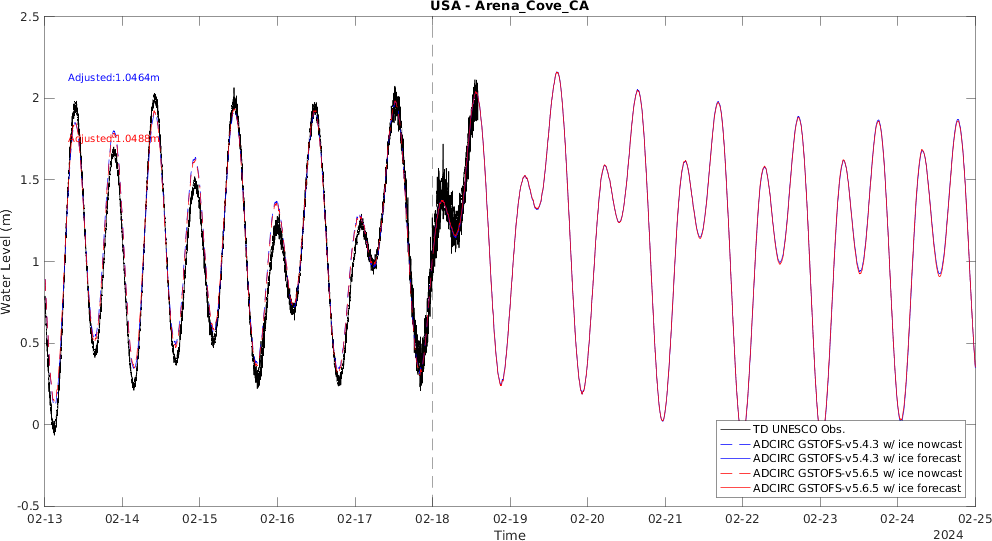 USA - Arena_Cove_CA
2.5
2
1.5
1
0.5
0
-0.5
Water Level (m)
Adjusted:1.0464m
Adjusted:1.0488m
TD UNESCO Obs.
ADCIRC GSTOFS-v5.4.3 w/ ice nowcast
ADCIRC GSTOFS-v5.4.3 w/ ice forecast
ADCIRC GSTOFS-v5.6.5 w/ ice nowcast
ADCIRC GSTOFS-v5.6.5 w/ ice forecast
02-13 02-14 02-15 02-16 02-17 02-18 02-19 02-20 02-21 02-22 02-23 02-24 02-25
Time
2024